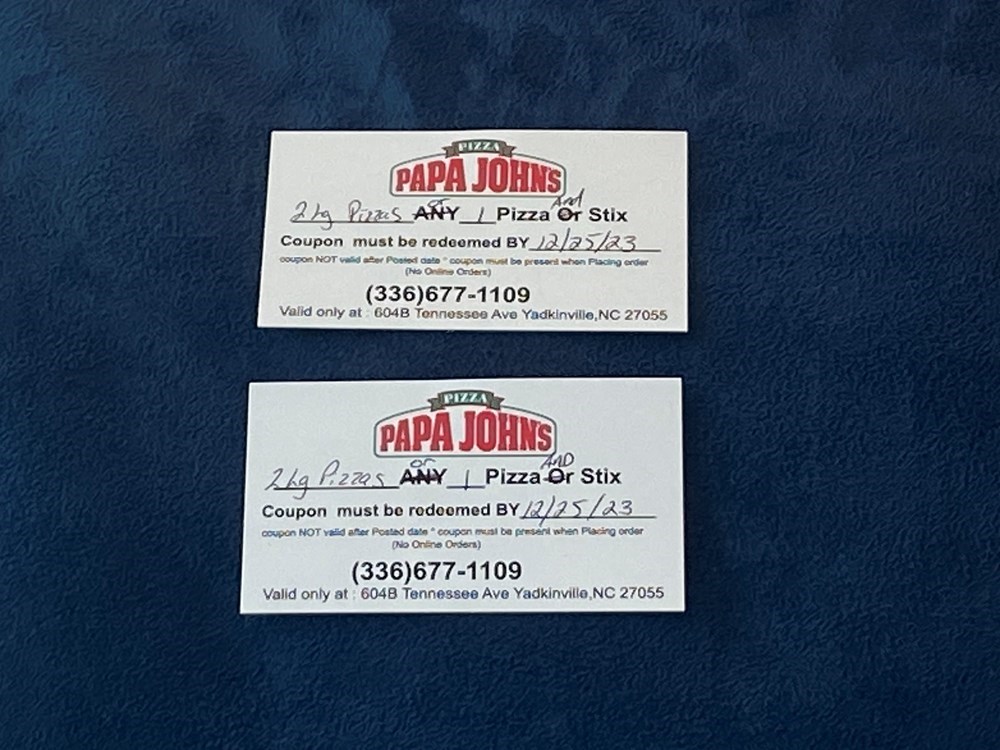 PIZZA
PAPA JOHN'S
2 lg Pizzas or ANY 1 Pizza And Or Stix
Coupon must be redeemed BY 12/25/23
coupon NOT valid after Posted date * coupon must be present when Placing order
(No Online Orders)
(336)677-1109
Valid only at : 604B Tennessee Ave Yadkinville,NC 27055
PIZZA
PAPA JOHN'S
2 lg Pizzas or ANY 1 Pizza AND Or Stix
Coupon must be redeemed BY 12/25/23
coupon NOT valid after Posted date * coupon must be present when Placing order
(No Online Orders)
(336)677-1109
Valid only at : 604B Tennessee Ave Yadkinville,NC 27055